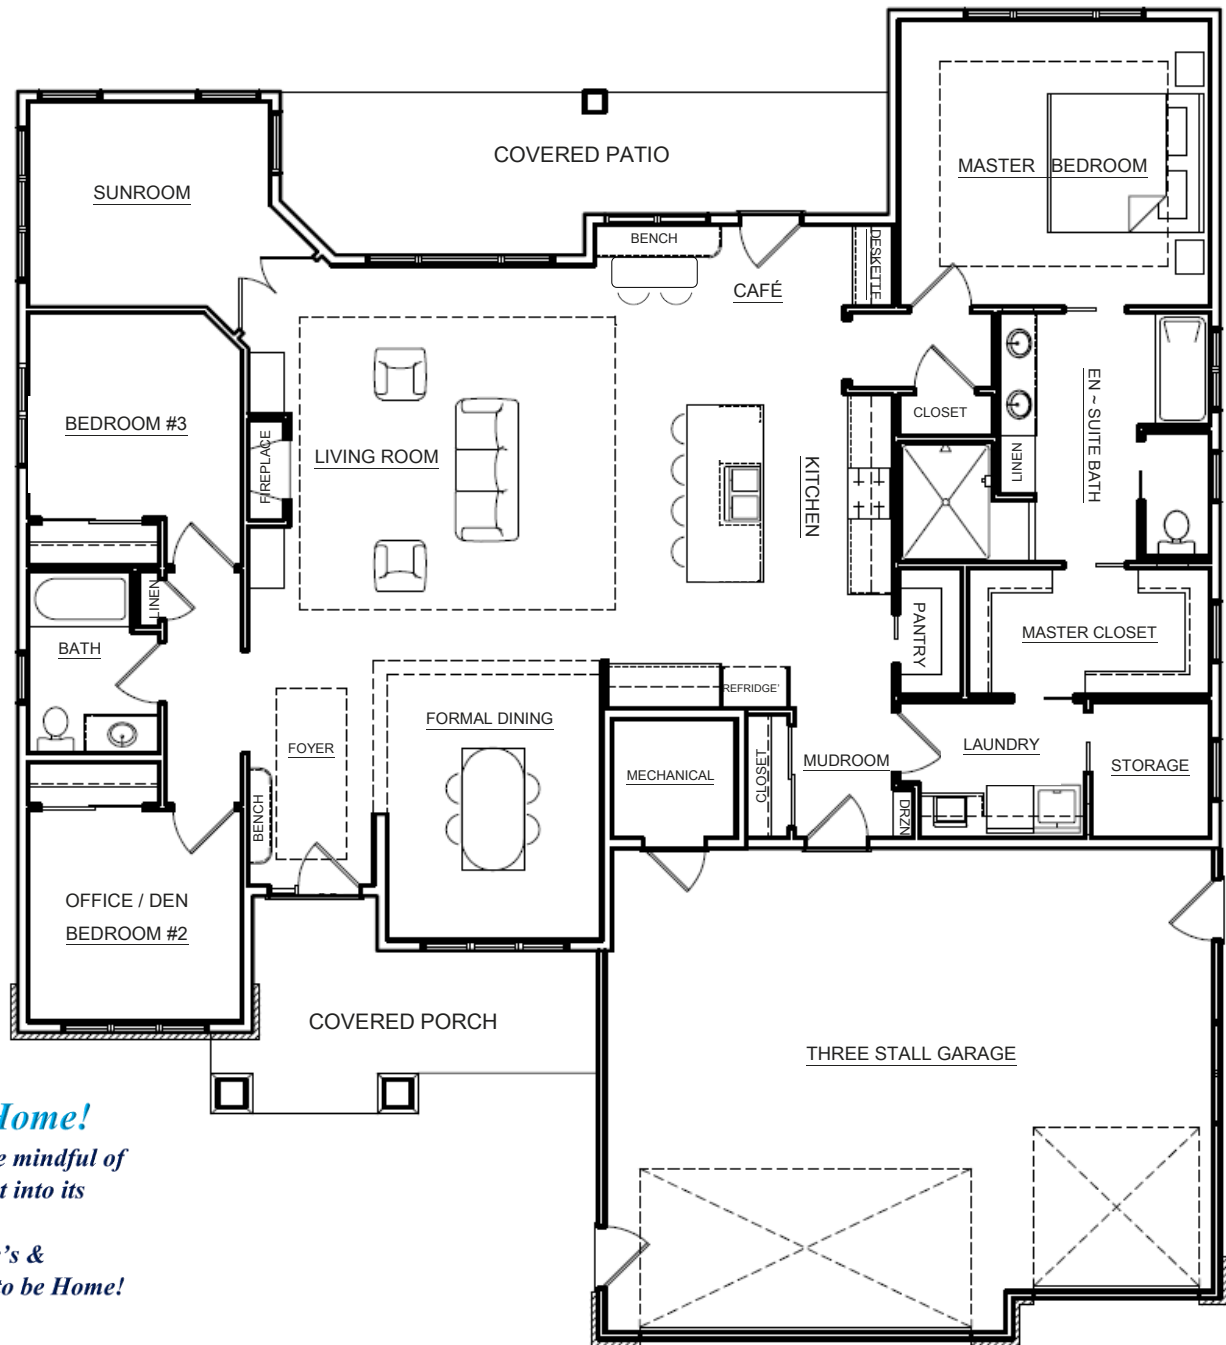 COVERED PATIO
SUNROOM
MASTER BEDROOM
BENCH
DESKETTE
CAFÉ
BEDROOM #3
FIREPLACE
LIVING ROOM
KITCHEN
CLOSET
LINEN
EN ~ SUITE BATH
LINEN
BATH
PANTRY
MASTER CLOSET
REFRIDGE'
FORMAL DINING
FOYER
BENCH
MECHANICAL
CLOSET
MUDROOM
LAUNDRY
STORAGE
DRZN
OFFICE / DEN
BEDROOM #2
COVERED PORCH
THREE STALL GARAGE
Home!
e mindful of
t into its
's &
to be Home!